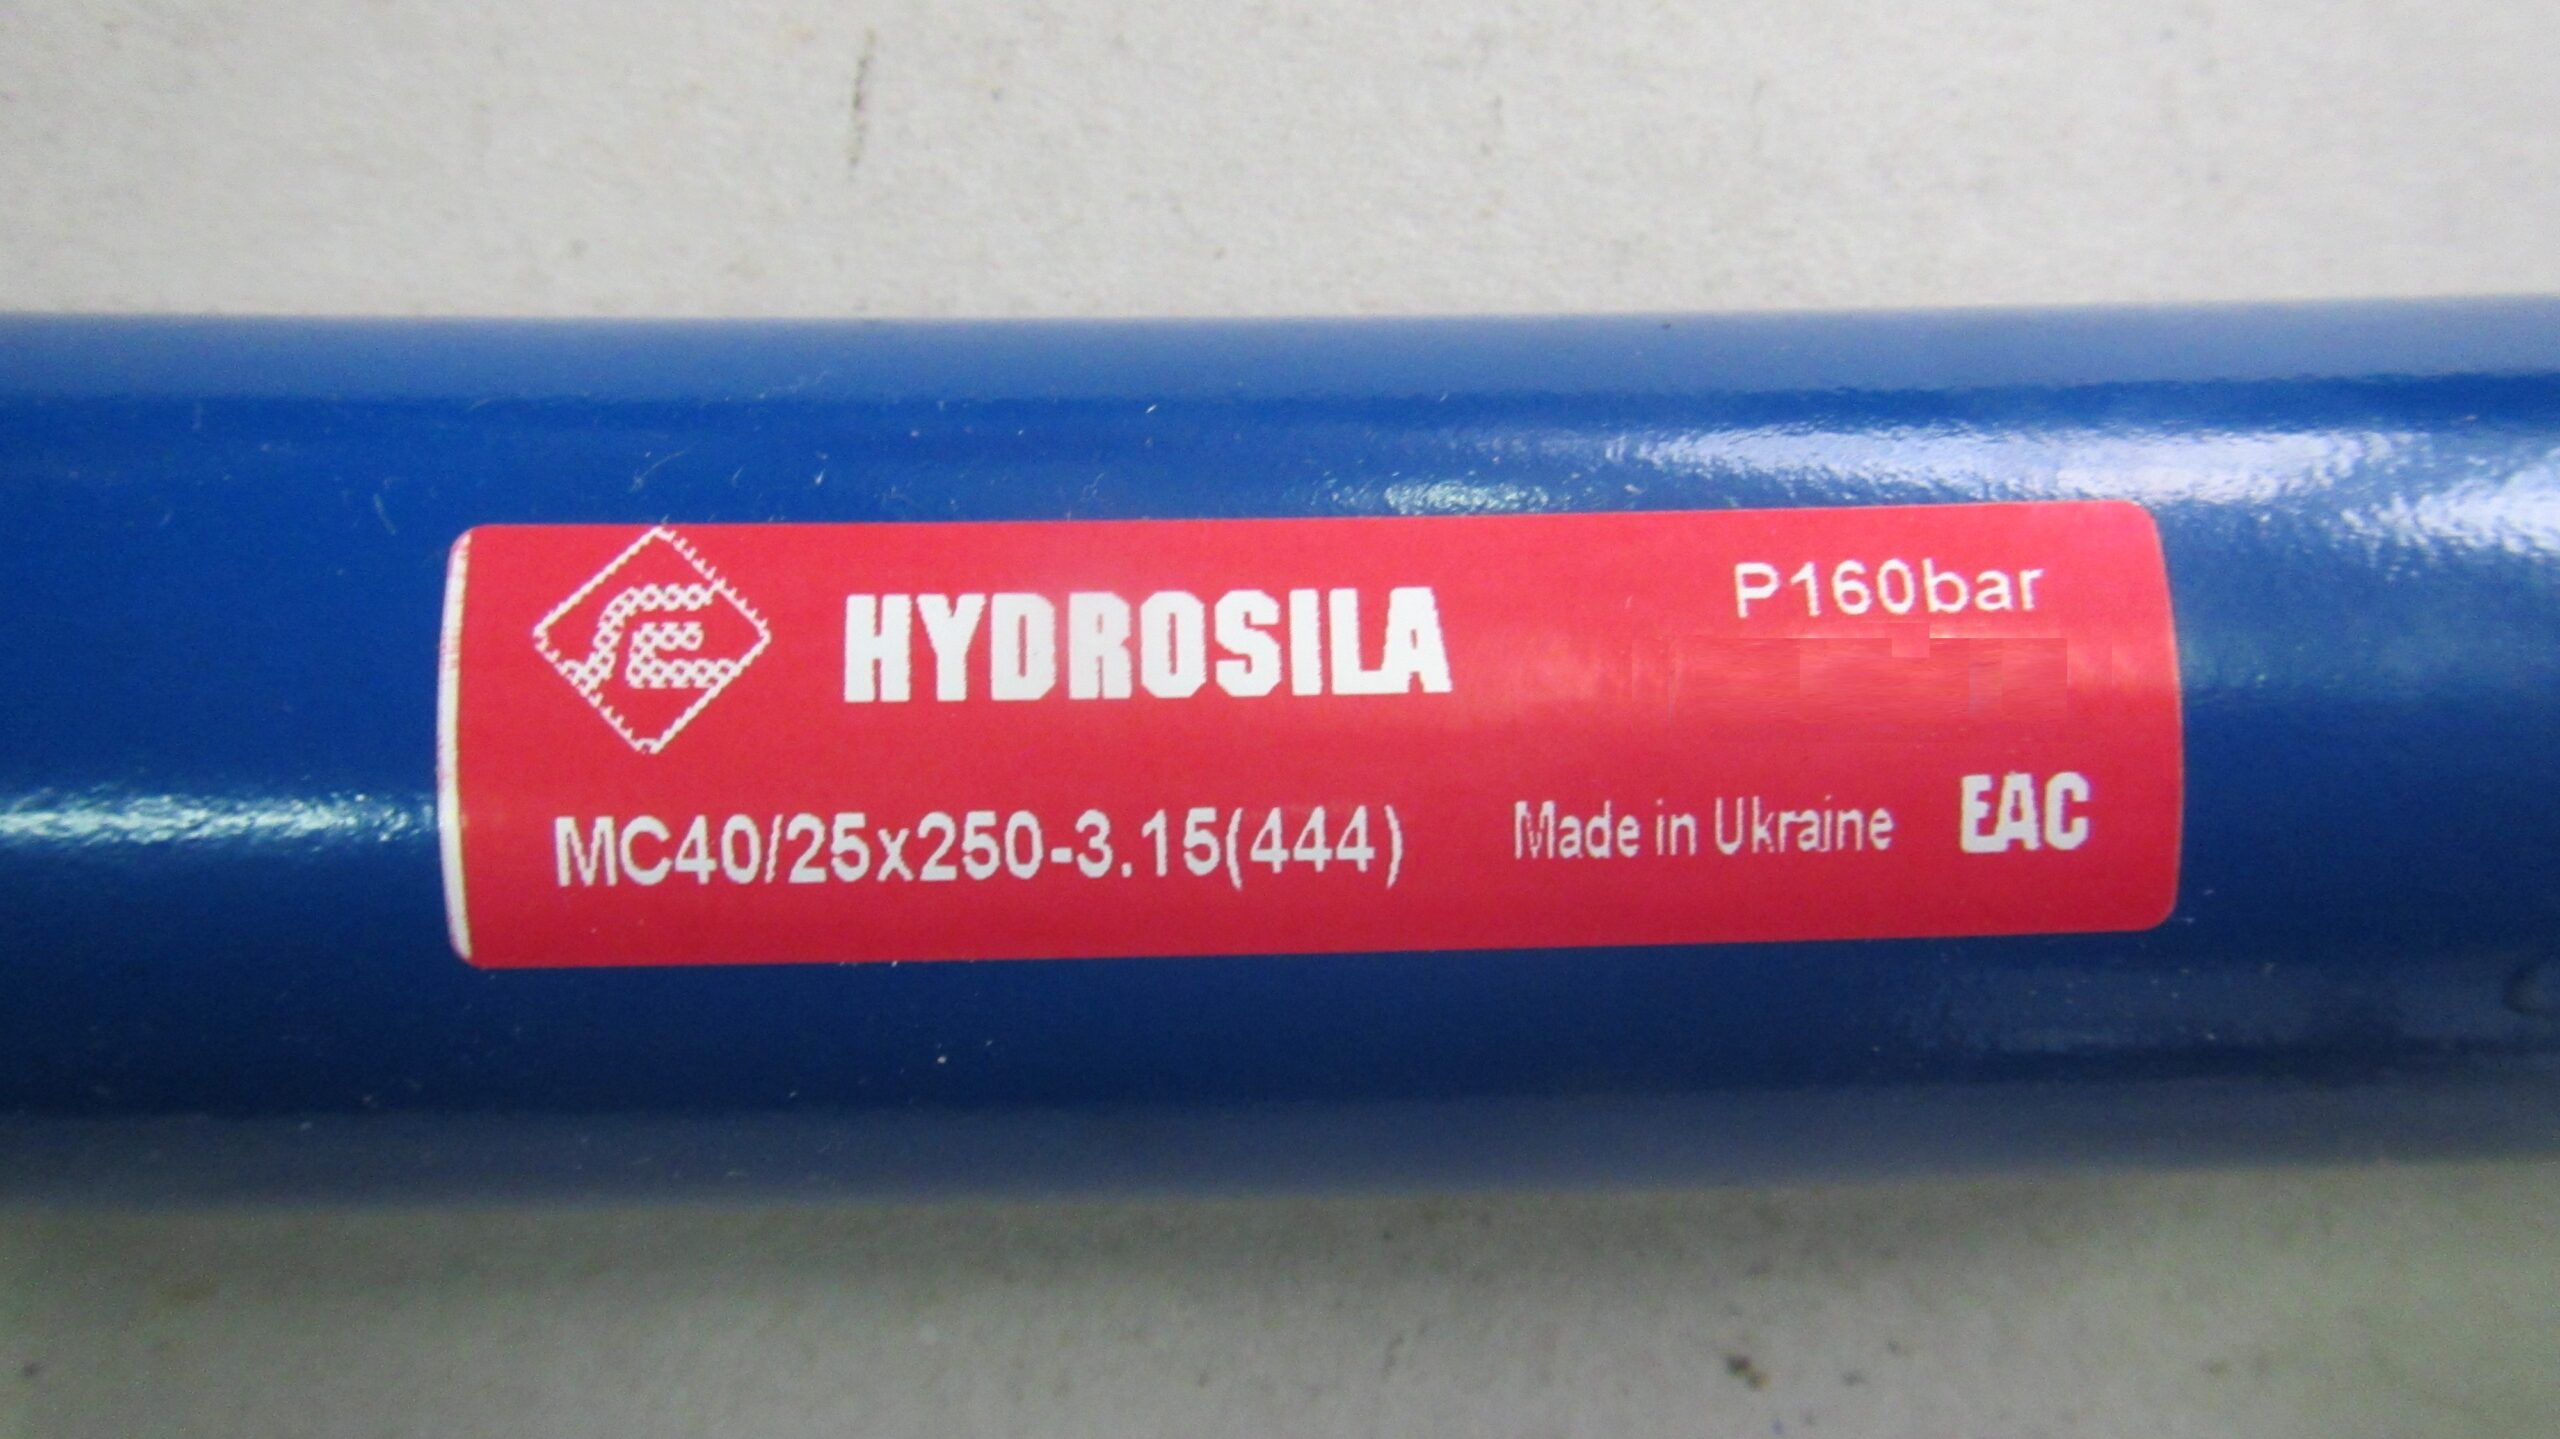 HYDROSILA
P160bar
MC40/25x250-3.15(444)
Made in Ukraine
EAC